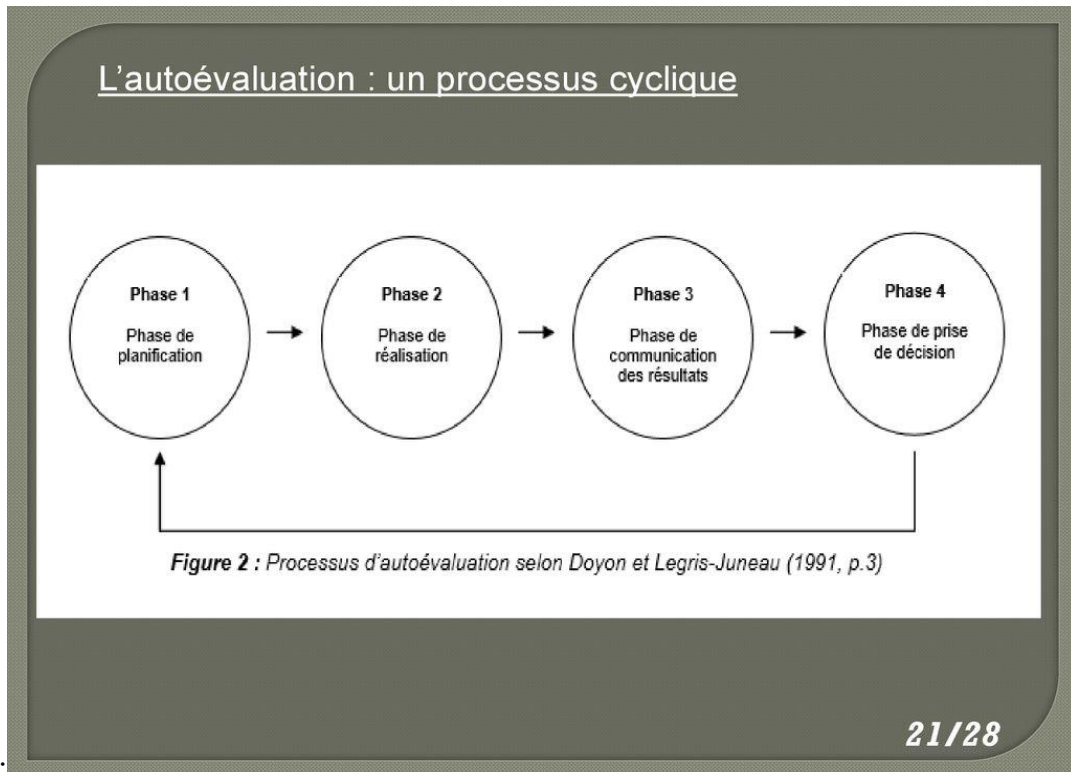 L'autoévaluation : un processus cyclique
Phase 1
Phase de
planification
Phase 2
Phase de
réalisation
Phase 3
Phase de
communication
des résultats
Phase 4
Phase de prise
de décision
Figure 2 : Processus d'autoévaluation selon Doyon et Legris-Juneau (1991, p.3)
21/28
.